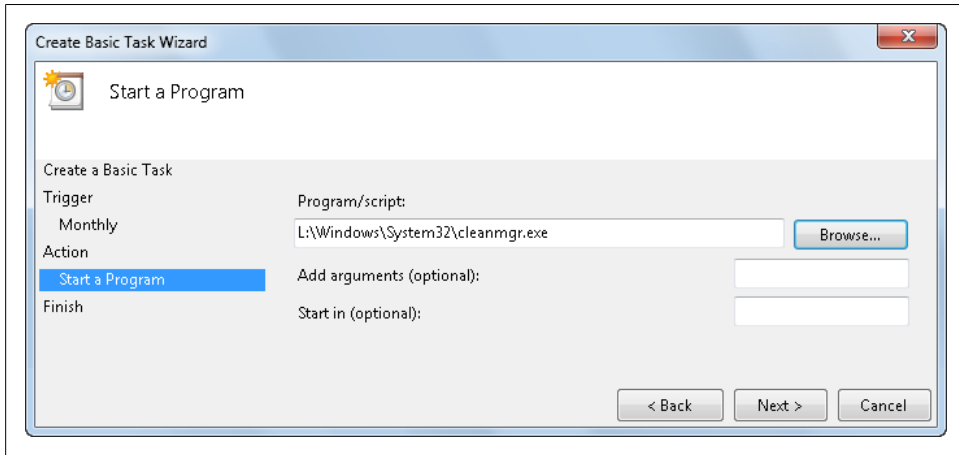 Create Basic Task Wizard
Start a Program
Create a Basic Task
Trigger
Monthly
Action
Start a Program
Finish
Program/script:
L:\Windows\System32\cleanmgr.exe
Browse...
Add arguments (optional):
Start in (optional):
< Back
Next >
Cancel